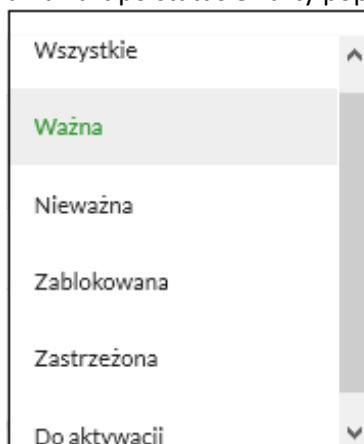 Wszystkie
Ważna
Nieważna
Zablokowana
Zastrzeżona
Do aktywacji